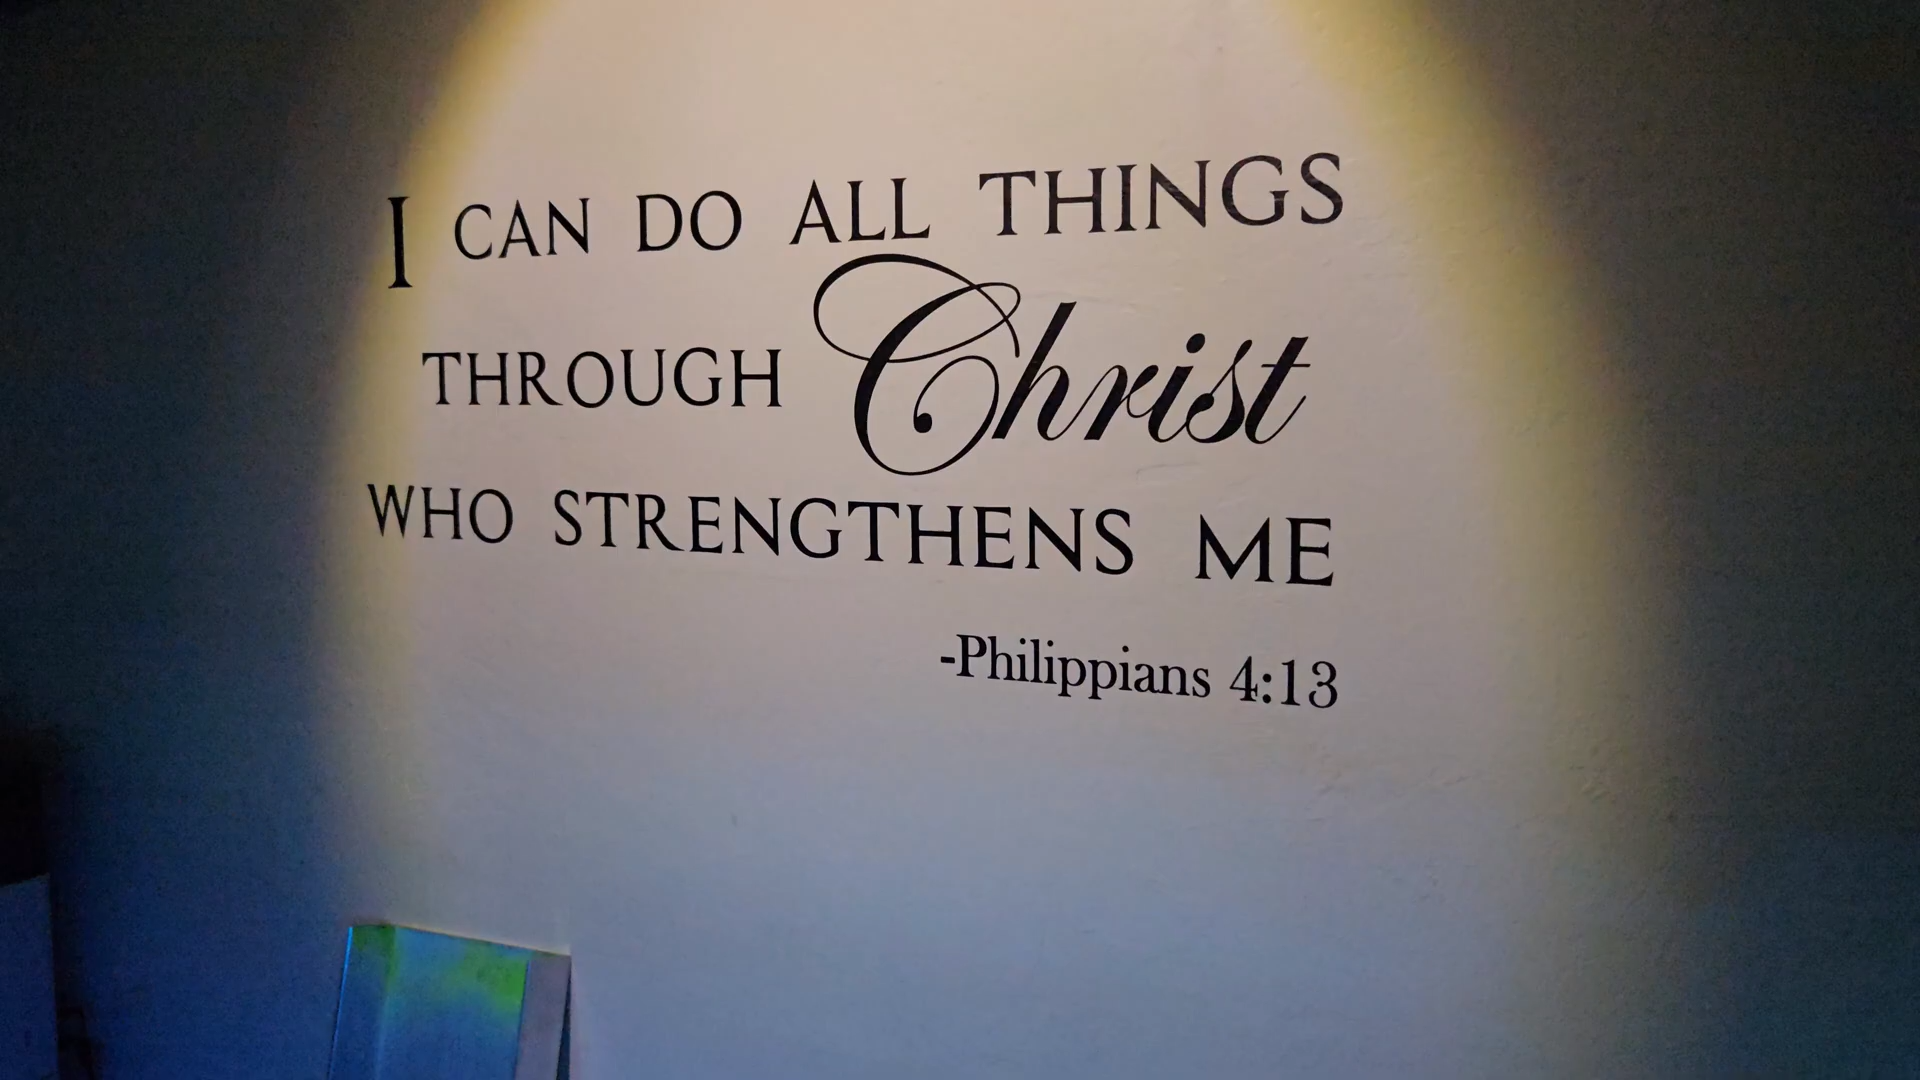 I CAN DO ALL THINGS
THROUGH Christ
WHO STRENGTHENS ME
-Philippians 4:13